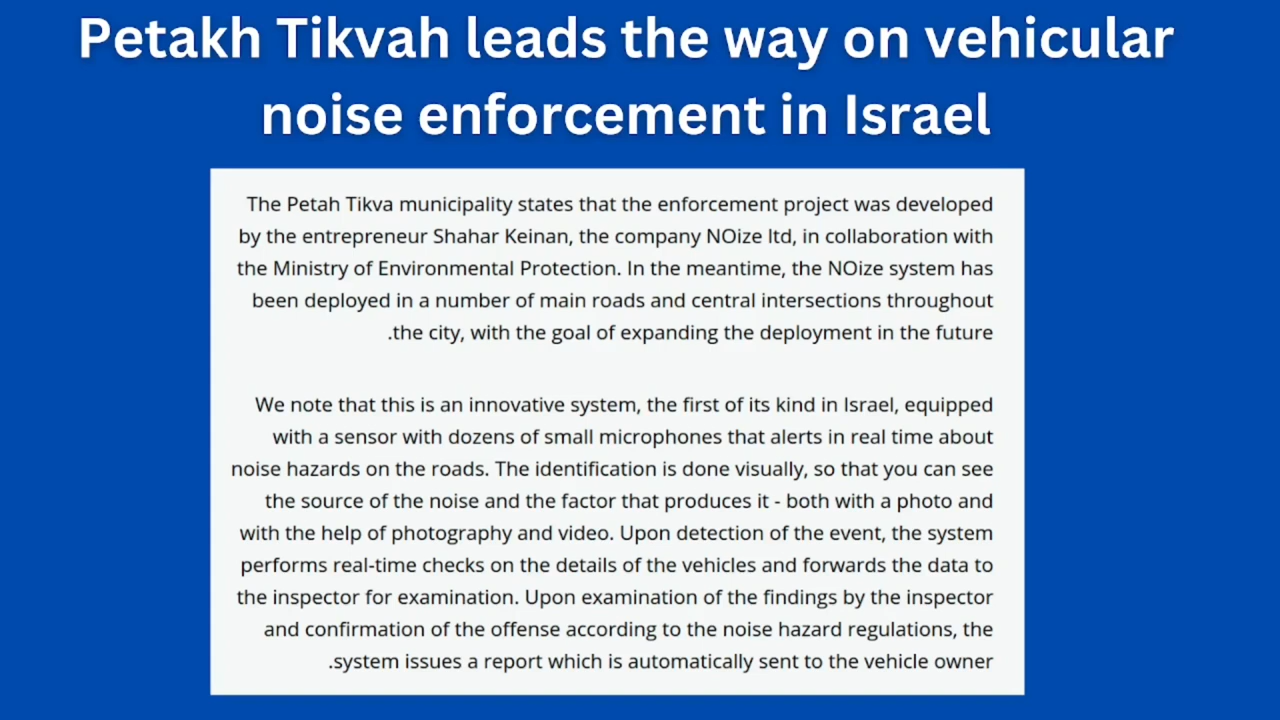 Petakh Tikvah leads the way on vehicular
noise enforcement in Israel
The Petah Tikva municipality states that the enforcement project was developed
by the entrepreneur Shahar Keinan, the company NOize ltd, in collaboration with
the Ministry of Environmental Protection. In the meantime, the NOize system has
been deployed in a number of main roads and central intersections throughout
.the city, with the goal of expanding the deployment in the future
We note that this is an innovative system, the first of its kind in Israel, equipped
with a sensor with dozens of small microphones that alerts in real time about
noise hazards on the roads. The identification is done visually, so that you can see
the source of the noise and the factor that produces it - both with a photo and
with the help of photography and video. Upon detection of the event, the system
performs real-time checks on the details of the vehicles and forwards the data to
the inspector for examination. Upon examination of the findings by the inspector
and confirmation of the offense according to the noise hazard regulations, the
.system issues a report which is automatically sent to the vehicle owner